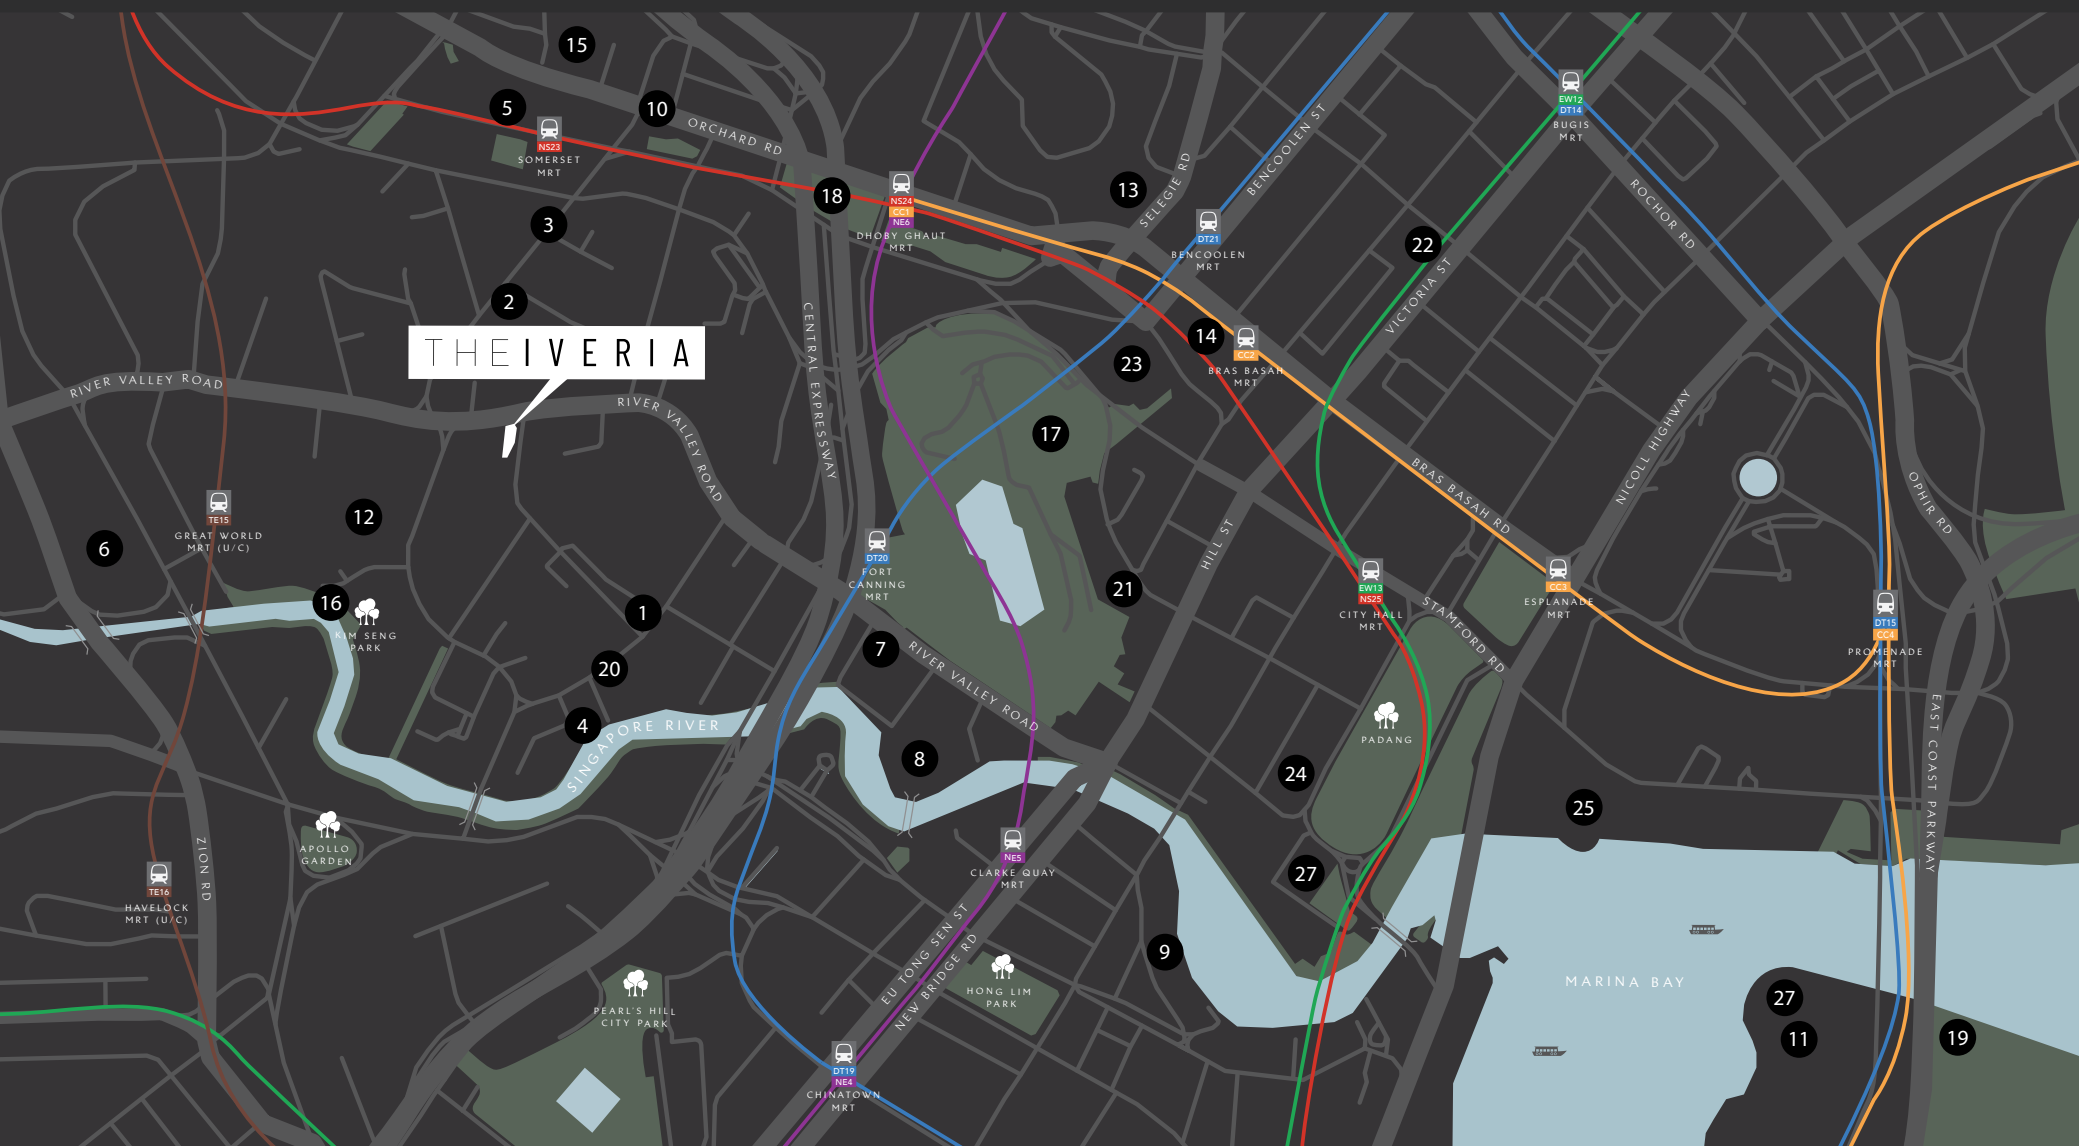 15
5
10
ORCHARD RD
NS23
SOMERSET
MRT
3
2
THEIVERIA
RIVER VALLEY ROAD
RIVER VALLEY ROAD
CENTRAL EXPRESSWAY
18
NS24
CC1
NE6
DHOBY GHAUT
MRT
13
SELEGIE RD
BENCOOLEN ST
DT21
BENCOOLEN
MRT
EW12
DT14
BUGIS
MRT
ROCHOR RD
22
VICTORIA ST
14
CC2
BRAS BASAH
MRT
23
17
NICOLL HIGHWAY
BRAS BASAH RD
OPHIR RD
HILL ST
TE15
GREAT WORLD
MRT (U/C)
6
12
16
KIM SENG
PARK
1
20
4
SINGAPORE RIVER
DT20
FORT
CANNING
MRT
7
RIVER VALLEY ROAD
21
8
EW13
NS25
CITY HALL
MRT
STAMFORD RD
CC3
ESPLANADE
MRT
DT15
CC4
PROMENADE
MRT
EAST COAST PARKWAY
PADANG
24
25
27
APOLLO
GARDEN
ZION RD
TE16
HAVELOCK
MRT (U/C)
NE5
CLARKE QUAY
MRT
EU TONG SEN ST
NEW BRIDGE RD
HONG LIM
PARK
9
PEARL'S HILL
CITY PARK
DT19
NE4
CHINATOWN
MRT
MARINA BAY
27
11
19